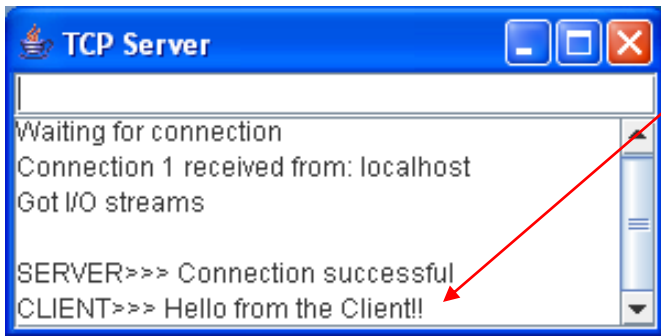 TCP Server
Waiting for connection
Connection 1 received from: localhost
Got I/O streams
SERVER>>> Connection successful
CLIENT>>> Hello from the Client!!